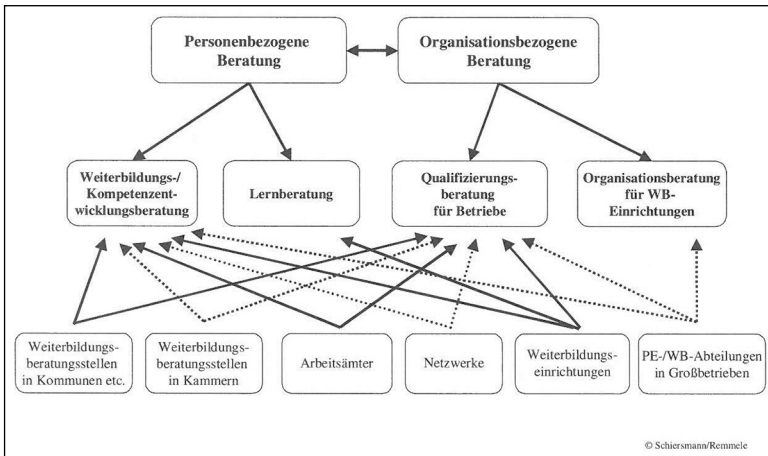 Personenbezogene
Beratung
Organisationsbezogene
Beratung
Weiterbildungs-/
Kompetenzent-
wicklungsberatung
Lernberatung
Qualifizierungs-
beratung
für Betriebe
Organisationsberatung
für WB-
Einrichtungen
Weiterbildungs-
beratungsstellen
in Kommunen etc.
Weiterbildungs-
beratungsstellen
in Kammern
Arbeitsämter
Netzwerke
Weiterbildungs-
einrichtungen
PE-/WB-Abteilungen
in Großbetrieben
© Schiersmann/Remmele